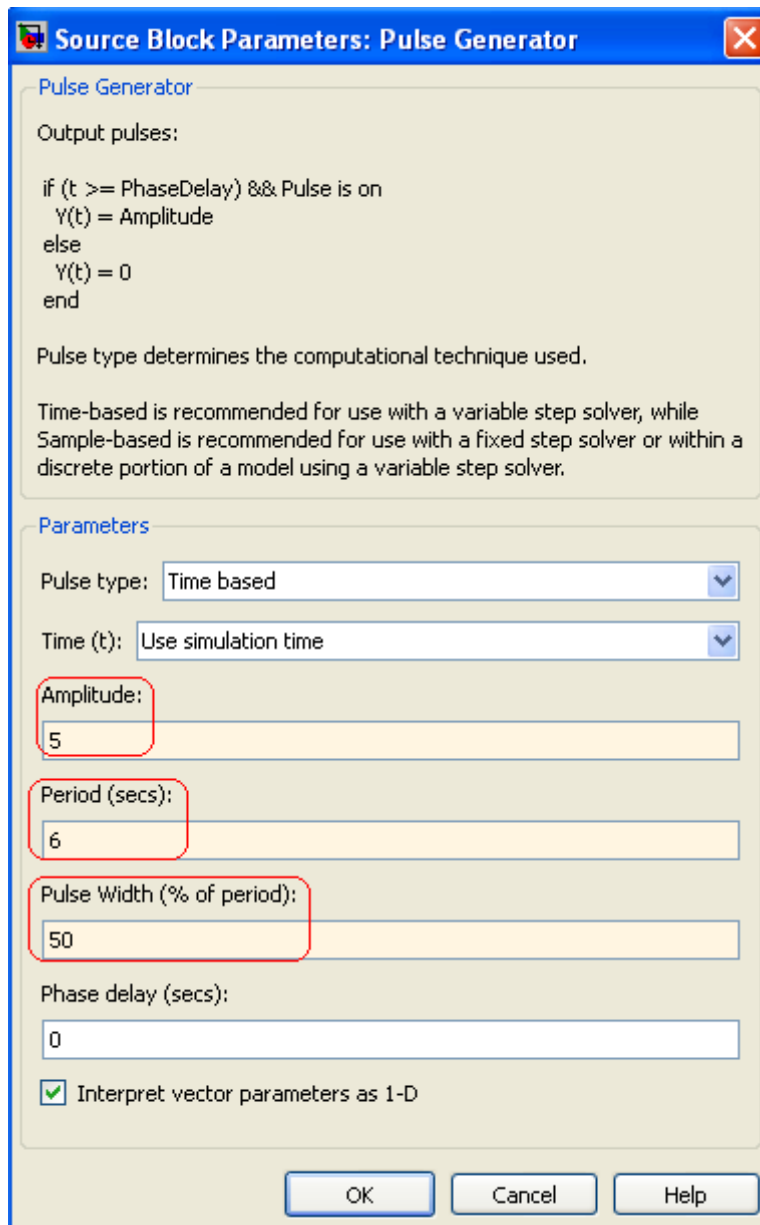 Source Block Parameters: Pulse Generator
Pulse Generator
Output pulses:
if (t >= PhaseDelay) && Pulse is on
Y(t) = Amplitude
else
Y(t) = 0
end
Pulse type determines the computational technique used.
Time-based is recommended for use with a variable step solver, while
Sample-based is recommended for use with a fixed step solver or within a
discrete portion of a model using a variable step solver.
Parameters
Pulse type: Time based
Time (t): Use simulation time
Amplitude:
5
Period (secs):
6
Pulse Width (% of period):
50
Phase delay (secs):
0
Interpret vector parameters as 1-D
OK Cancel Help